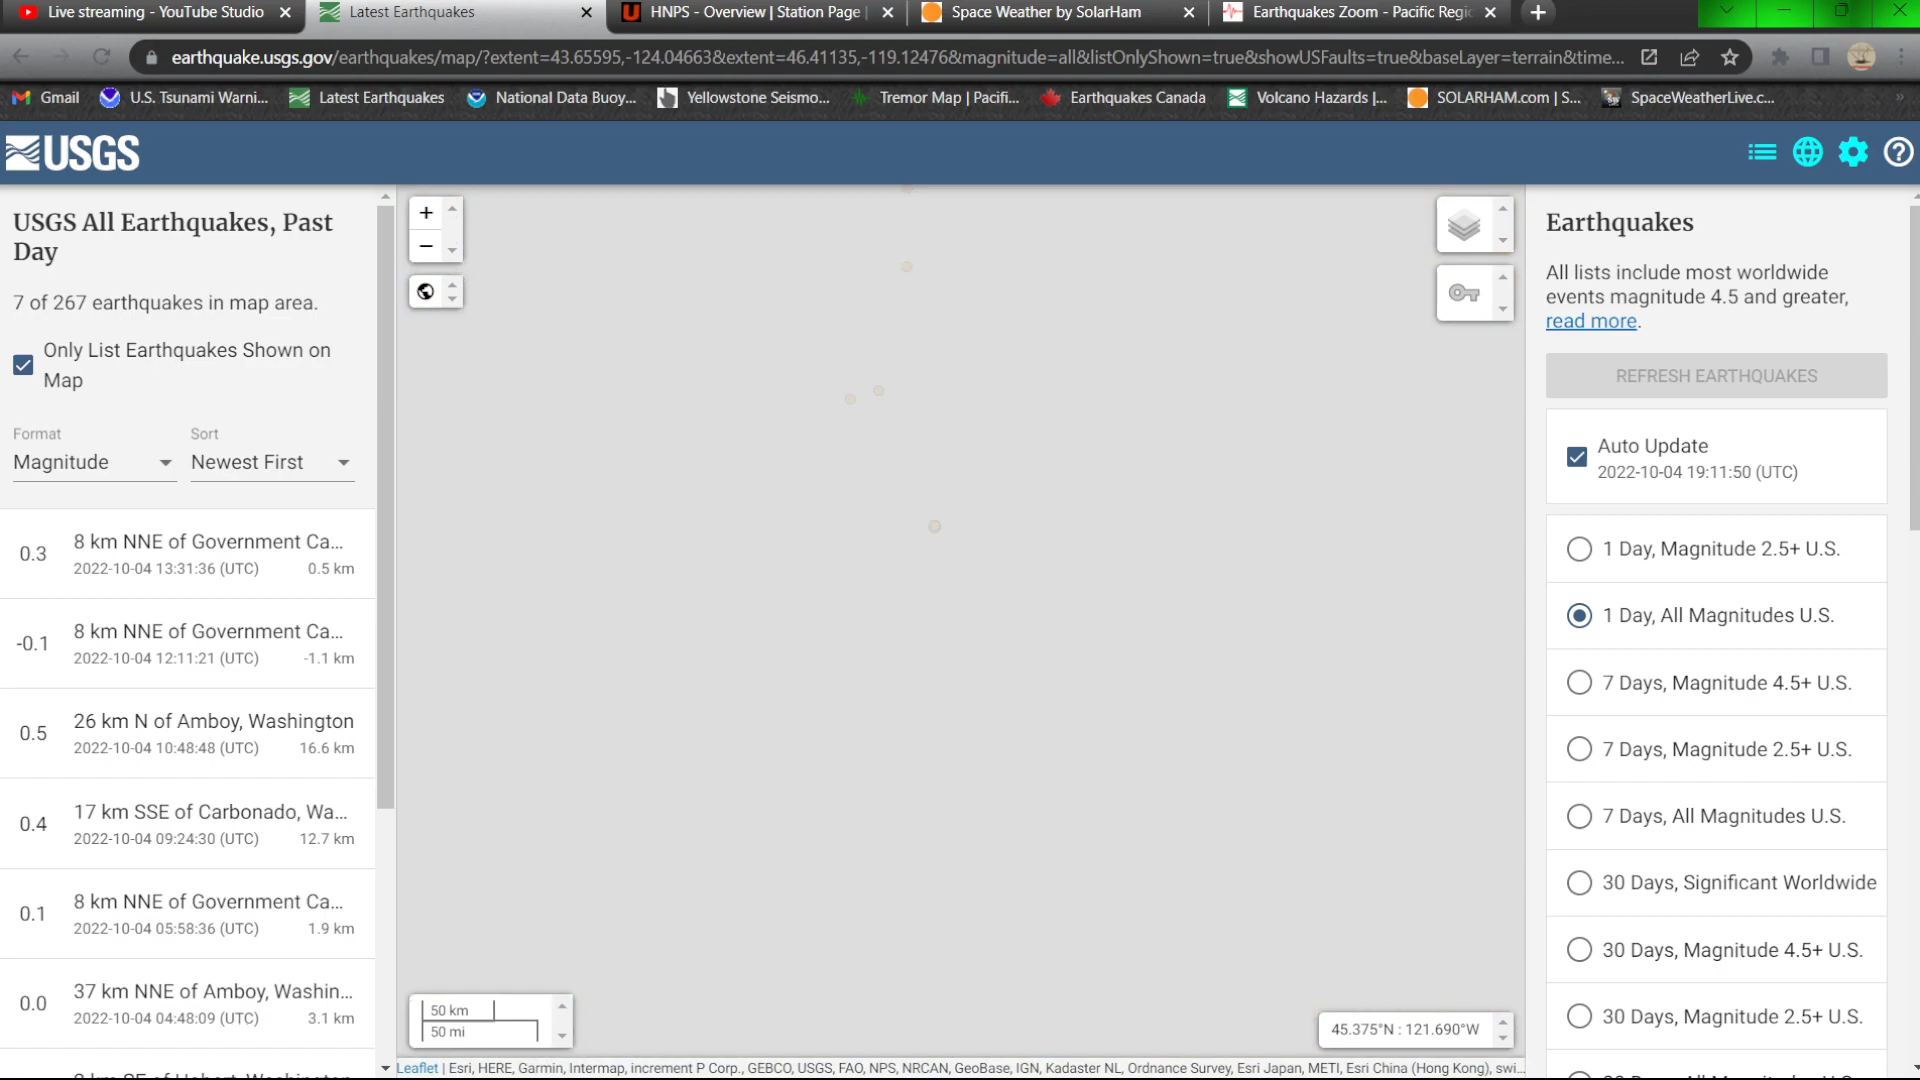 Live streaming - YouTube Studio
Latest Earthquakes
HNPS - Overview | Station Page |
Space Weather by SolarHam
Earthquakes Zoom - Pacific Regi
earthquake.usgs.gov/earthquakes/map/?extent=43.65595,-124.04663&extent=46.41135,-119.12476&magnitude=all&listOnlyShown=true&showUSFaults=true&baseLayer=terrain&time...
Gmail
U.S. Tsunami Warni...
Latest Earthquakes
National Data Buoy...
Yellowstone Seismo...
Tremor Map | Pacifi...
Earthquakes Canada
Volcano Hazards |...
SOLARHAM.com | S...
SpaceWeatherLive.c...
USGS
USGS All Earthquakes, Past
Day
7 of 267 earthquakes in map area.
Only List Earthquakes Shown on
Map
Format
Sort
Magnitude
Newest First
0.3
8 km NNE of Government Ca...
2022-10-04 13:31:36 (UTC)
0.5 km
-0.1
8 km NNE of Government Ca...
2022-10-04 12:11:21 (UTC)
-1.1 km
0.5
26 km N of Amboy, Washington
2022-10-04 10:48:48 (UTC)
16.6 km
0.4
17 km SSE of Carbonado, Wa...
2022-10-04 09:24:30 (UTC)
12.7 km
0.1
8 km NNE of Government Ca...
2022-10-04 05:58:36 (UTC)
1.9 km
0.0
37 km NNE of Amboy, Washin...
2022-10-04 04:48:09 (UTC)
3.1 km
+
−
50 km
50 mi
45.375°N : 121.690°W
Leaflet | Esri, HERE, Garmin, Intermap, increment P Corp., GEBCO, USGS, FAO, NPS, NRCAN, GeoBase, IGN, Kadaster NL, Ordnance Survey, Esri Japan, METI, Esri China (Hong Kong), swi...
Earthquakes
All lists include most worldwide
events magnitude 4.5 and greater,
read more.
REFRESH EARTHQUAKES
Auto Update
2022-10-04 19:11:50 (UTC)
1 Day, Magnitude 2.5+ U.S.
1 Day, All Magnitudes U.S.
7 Days, Magnitude 4.5+ U.S.
7 Days, Magnitude 2.5+ U.S.
7 Days, All Magnitudes U.S.
30 Days, Significant Worldwide
30 Days, Magnitude 4.5+ U.S.
30 Days, Magnitude 2.5+ U.S.